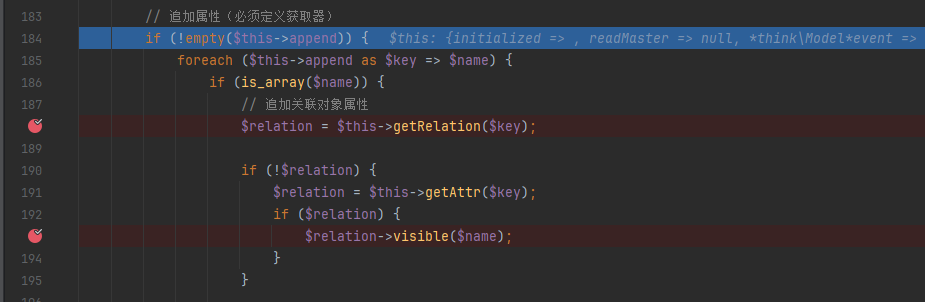 183 // 追加属性（必须定义获取器）
184 if (!empty($this->append)) { $this: {initialized => , readMaster => null, *think\Model*event =>
185 foreach ($this->append as $key => $name) {
186 if (is_array($name)) {
187 // 追加关联对象属性
$relation = $this->getRelation($key);
189
190 if (!$relation) {
191 $relation = $this->getAttr($key);
192 if ($relation) {
$relation->visible($name);
194 }
195 }